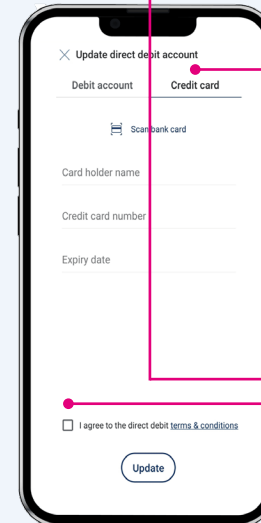 Update direct debit account
Debit account Credit card
Scan bank card
Card holder name
Credit card number
Expiry date
I agree to the direct debit terms & conditions
Update